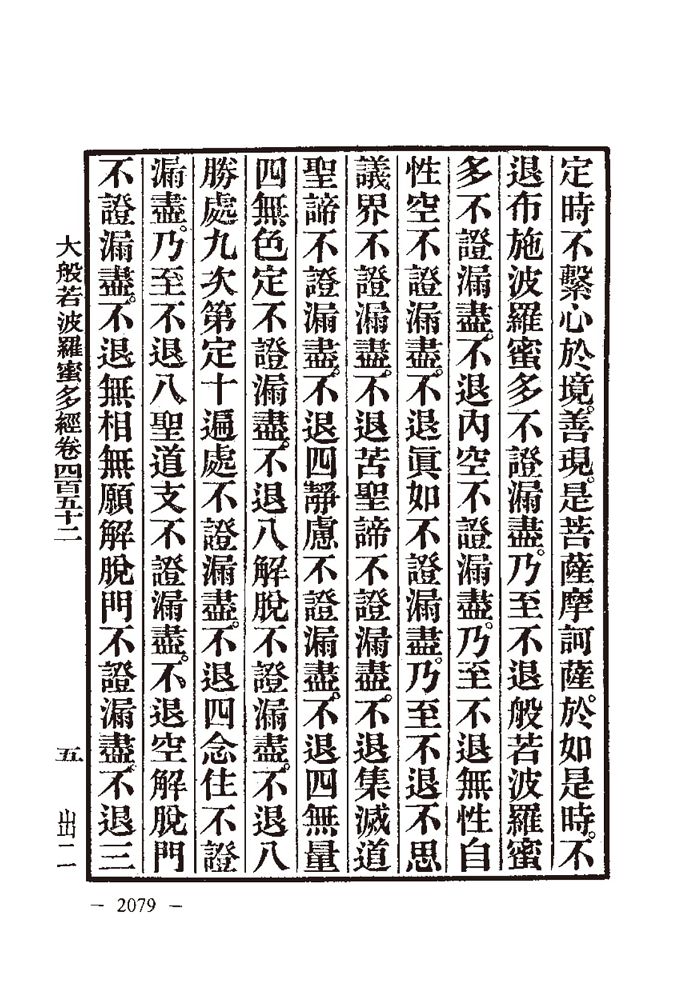 定時不繫心於境。善現。是菩薩摩訶薩。於如是時。不
退布施波羅蜜多不證漏盡。乃至不退般若波羅蜜
多不證漏盡。不退內空不證漏盡。乃至不退無性自
性空不證漏盡。不退眞如不證漏盡。乃至不退不思
議界不證漏盡。不退苦聖諦不證漏盡。不退集滅道
聖諦不證漏盡。不退四靜慮不證漏盡。不退四無量
四無色定不證漏盡。不退八解脫不證漏盡。不退八
勝處九次第定十遍處不證漏盡。不退四念住不證
漏盡。乃至不退八聖道支不證漏盡。不退空解脫門
不證漏盡。不退無相無願解脫門不證漏盡。不退三
大般若波羅蜜多經卷四百五十二 五 出二
— 2079 —